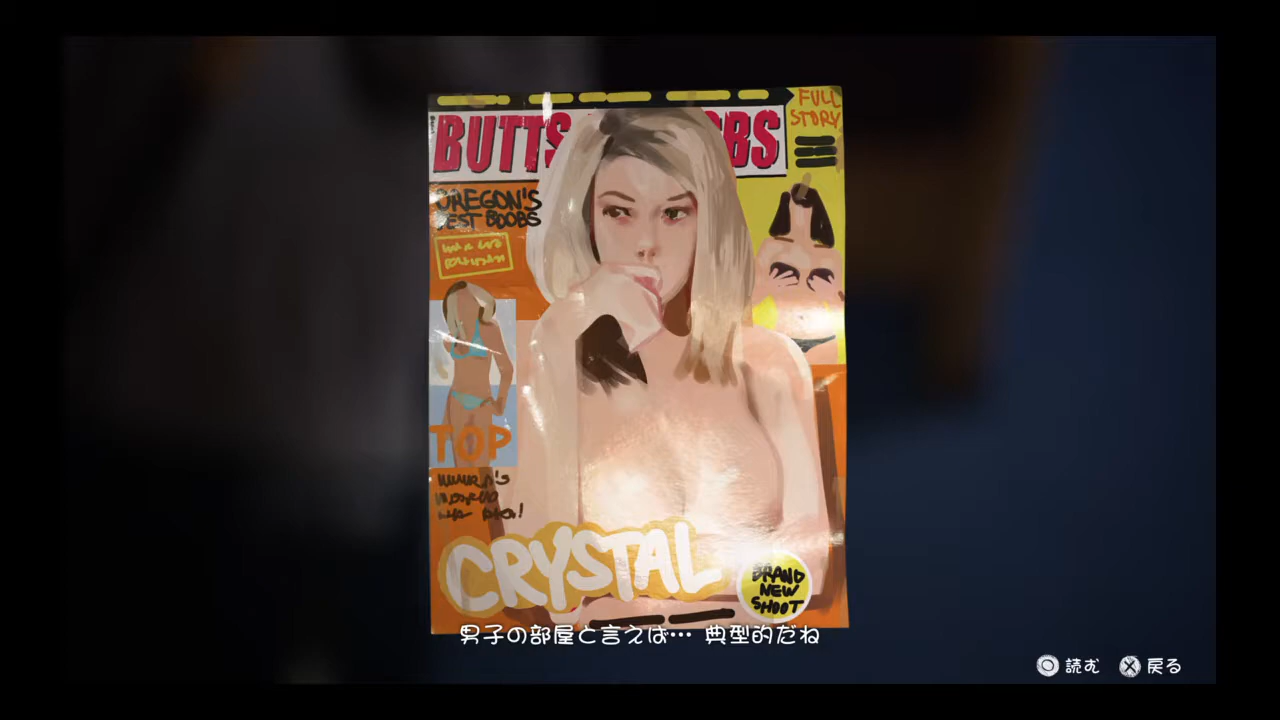 FULL
STORY
BUTTS BS
OREGON'S
BEST BOOBS
TOP
CRYSTAL
BRAND
NEW
SHOOT
男子の部屋と言えば… 典型的だね
読む 戻る